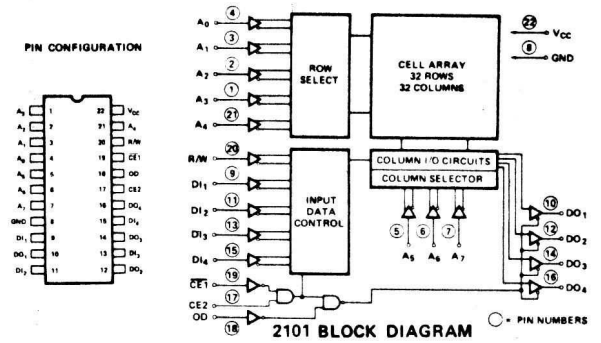 PIN CONFIGURATION
A3 1 22 VCC
A2 2 21 A4
A1 3 20 R/W
A0 4 19 C̅E̅1
A5 5 18 OD
A6 6 17 CE2
A7 7 16 DO4
GND 8 15 DI4
DI1 9 14 DO3
DO1 10 13 DI3
DI2 11 12 DO2
A0 4
A1 3
A2 2
A3 1
A4 21
ROW
SELECT
CELL ARRAY
32 ROWS
32 COLUMNS
22 VCC
8 GND
R/W 20
DI1 9
DI2 11
DI3 13
DI4 15
C̅E̅1 19
CE2 17
OD 18
INPUT
DATA
CONTROL
COLUMN I/O CIRCUITS
COLUMN SELECTOR
5 6 7
A5 A6 A7
10 DO1
12 DO2
14 DO3
16 DO4
2101 BLOCK DIAGRAM
= PIN NUMBERS